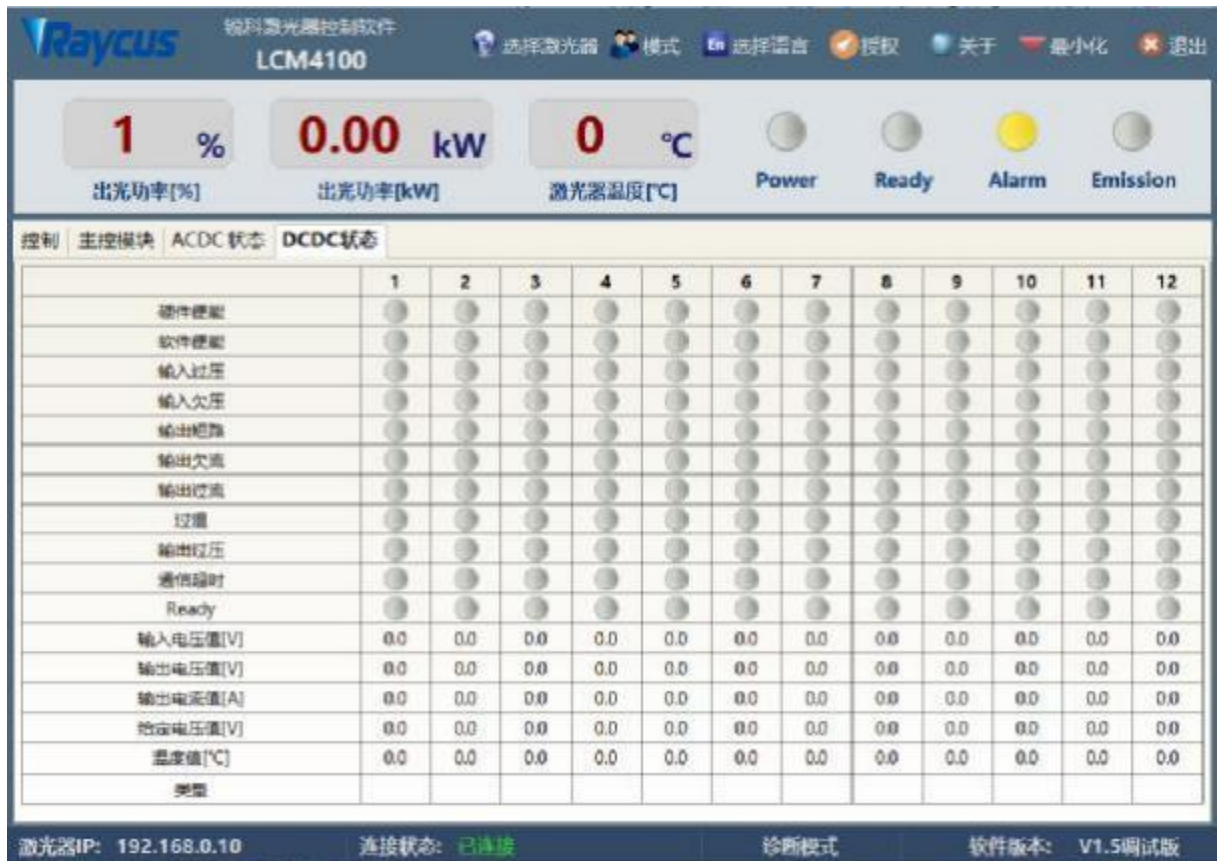 Raycus 锐科激光器控制软件 LCM4100 选择激光器 模式 En 选择语言 授权 关于 最小化 退出
1 % 0.00 kW 0 ℃
出光功率[%] 出光功率[kW] 激光器温度[℃] Power Ready Alarm Emission
控制 主控模块 ACDC 状态 DCDC状态
1 2 3 4 5 6 7 8 9 10 11 12
硬件使能
软件使能
输入过压
输入欠压
输出短路
输出欠流
输出过流
过温
输出过压
通信超时
Ready
输入电压值[V] 0.0 0.0 0.0 0.0 0.0 0.0 0.0 0.0 0.0 0.0 0.0 0.0
输出电压值[V] 0.0 0.0 0.0 0.0 0.0 0.0 0.0 0.0 0.0 0.0 0.0 0.0
输出电流值[A] 0.0 0.0 0.0 0.0 0.0 0.0 0.0 0.0 0.0 0.0 0.0 0.0
给定电压值[V] 0.0 0.0 0.0 0.0 0.0 0.0 0.0 0.0 0.0 0.0 0.0 0.0
温度值[℃] 0.0 0.0 0.0 0.0 0.0 0.0 0.0 0.0 0.0 0.0 0.0 0.0
类型
激光器IP: 192.168.0.10 连接状态: 已连接 诊断模式 软件版本: V1.5调试版